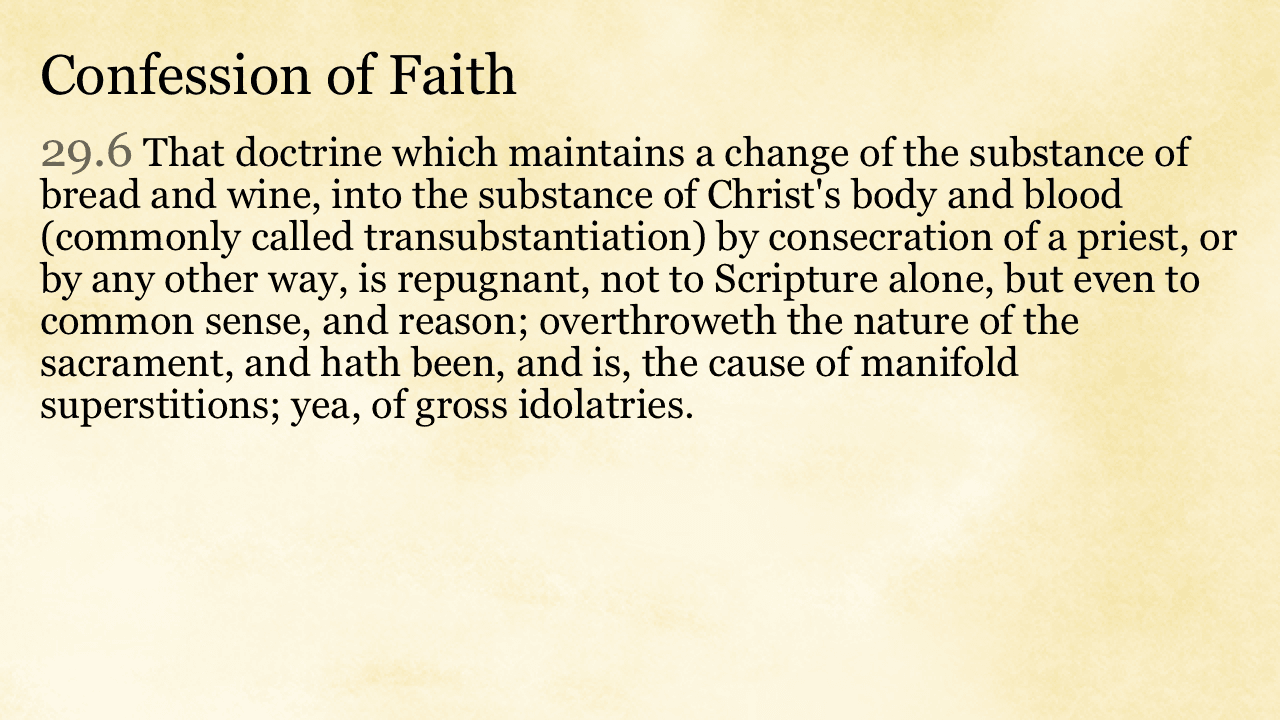 Confession of Faith
29.6 That doctrine which maintains a change of the substance of
bread and wine, into the substance of Christ's body and blood
(commonly called transubstantiation) by consecration of a priest, or
by any other way, is repugnant, not to Scripture alone, but even to
common sense, and reason; overthroweth the nature of the
sacrament, and hath been, and is, the cause of manifold
superstitions; yea, of gross idolatries.